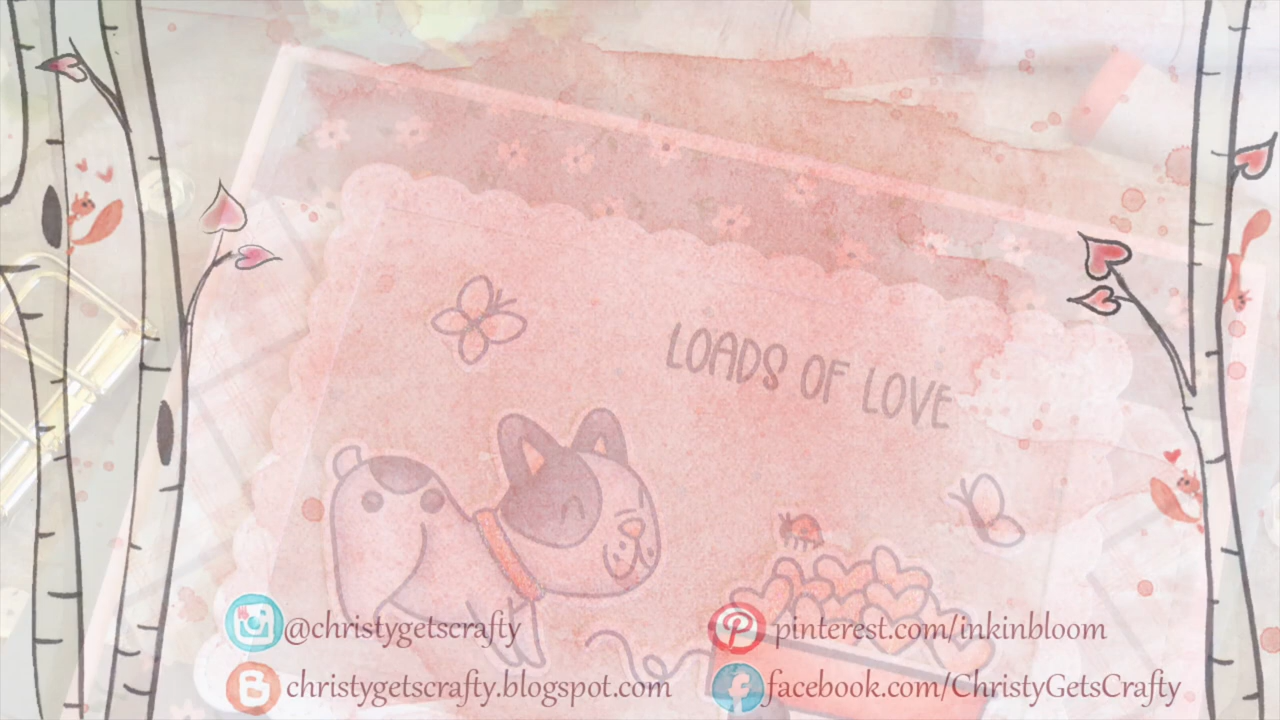 LOADS OF LOVE
@christygetscrafty
pinterest.com/inkinbloom
christygetscrafty.blogspot.com
facebook.com/ChristyGetsCrafty